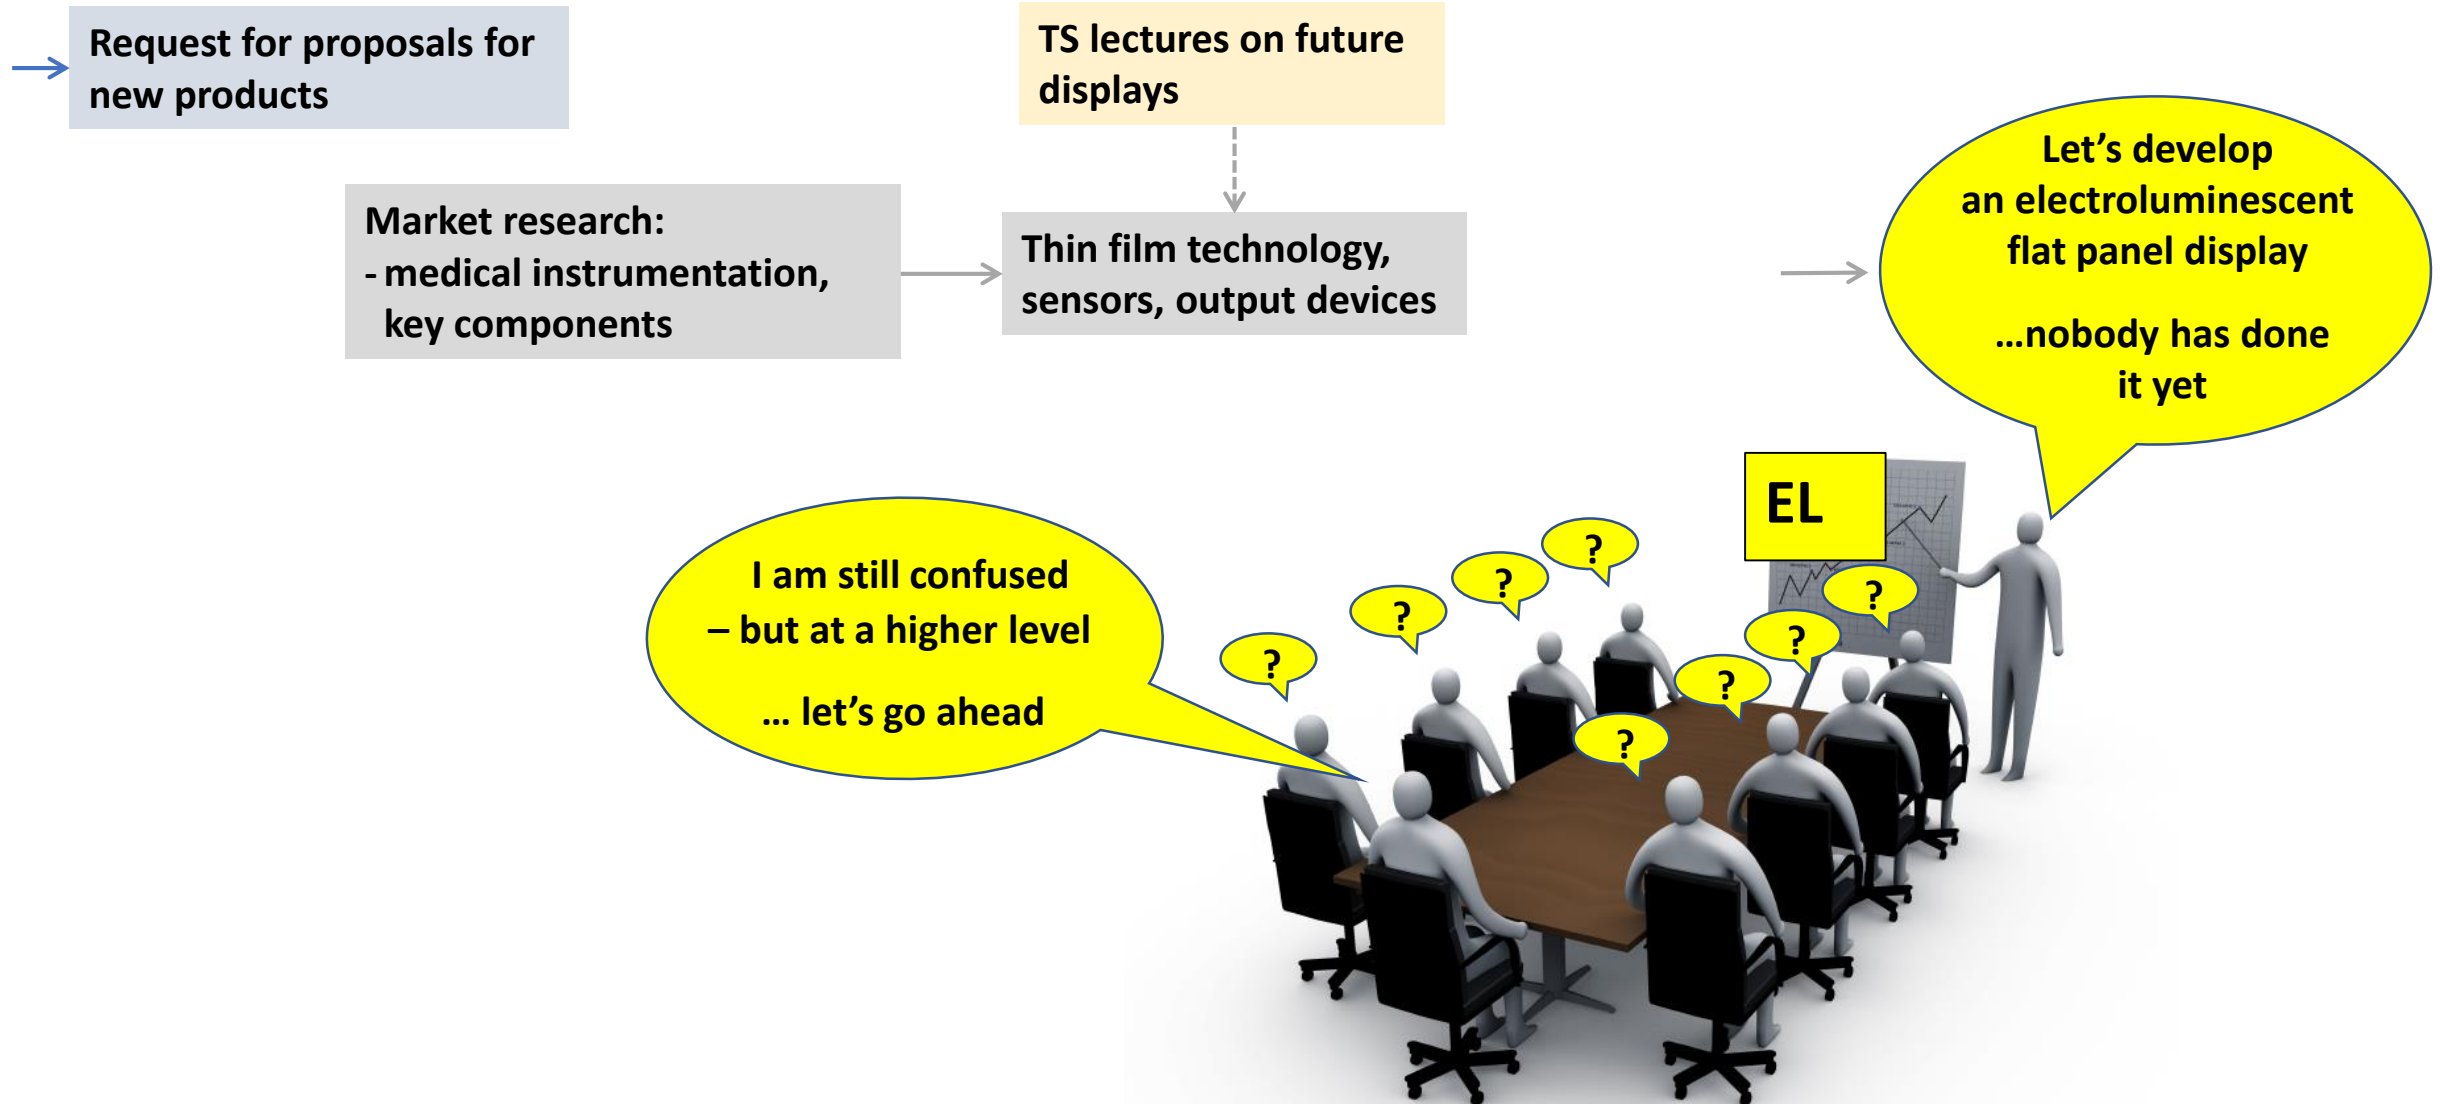 Request for proposals for
new products
TS lectures on future
displays
Market research:
- medical instrumentation,
key components
Thin film technology,
sensors, output devices
Let’s develop
an electroluminescent
flat panel display
…nobody has done
it yet
EL
I am still confused
– but at a higher level
… let’s go ahead
?
?
?
?
?
?
?
?